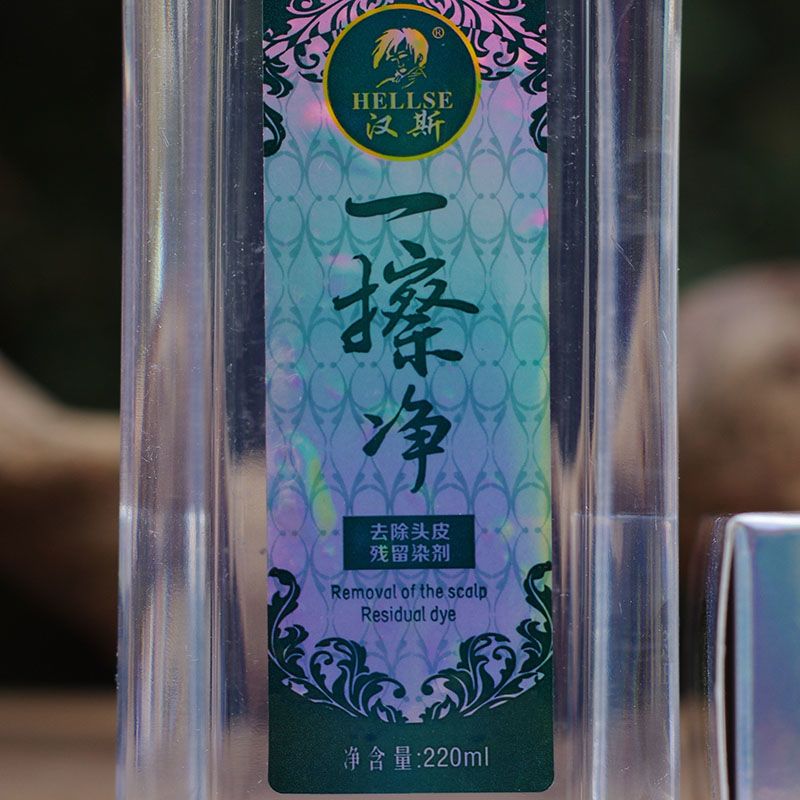 ®
HELLSE
汉斯
一擦净
去除头皮
残留染剂
Removal of the scalp
Residual dye
净含量:220ml